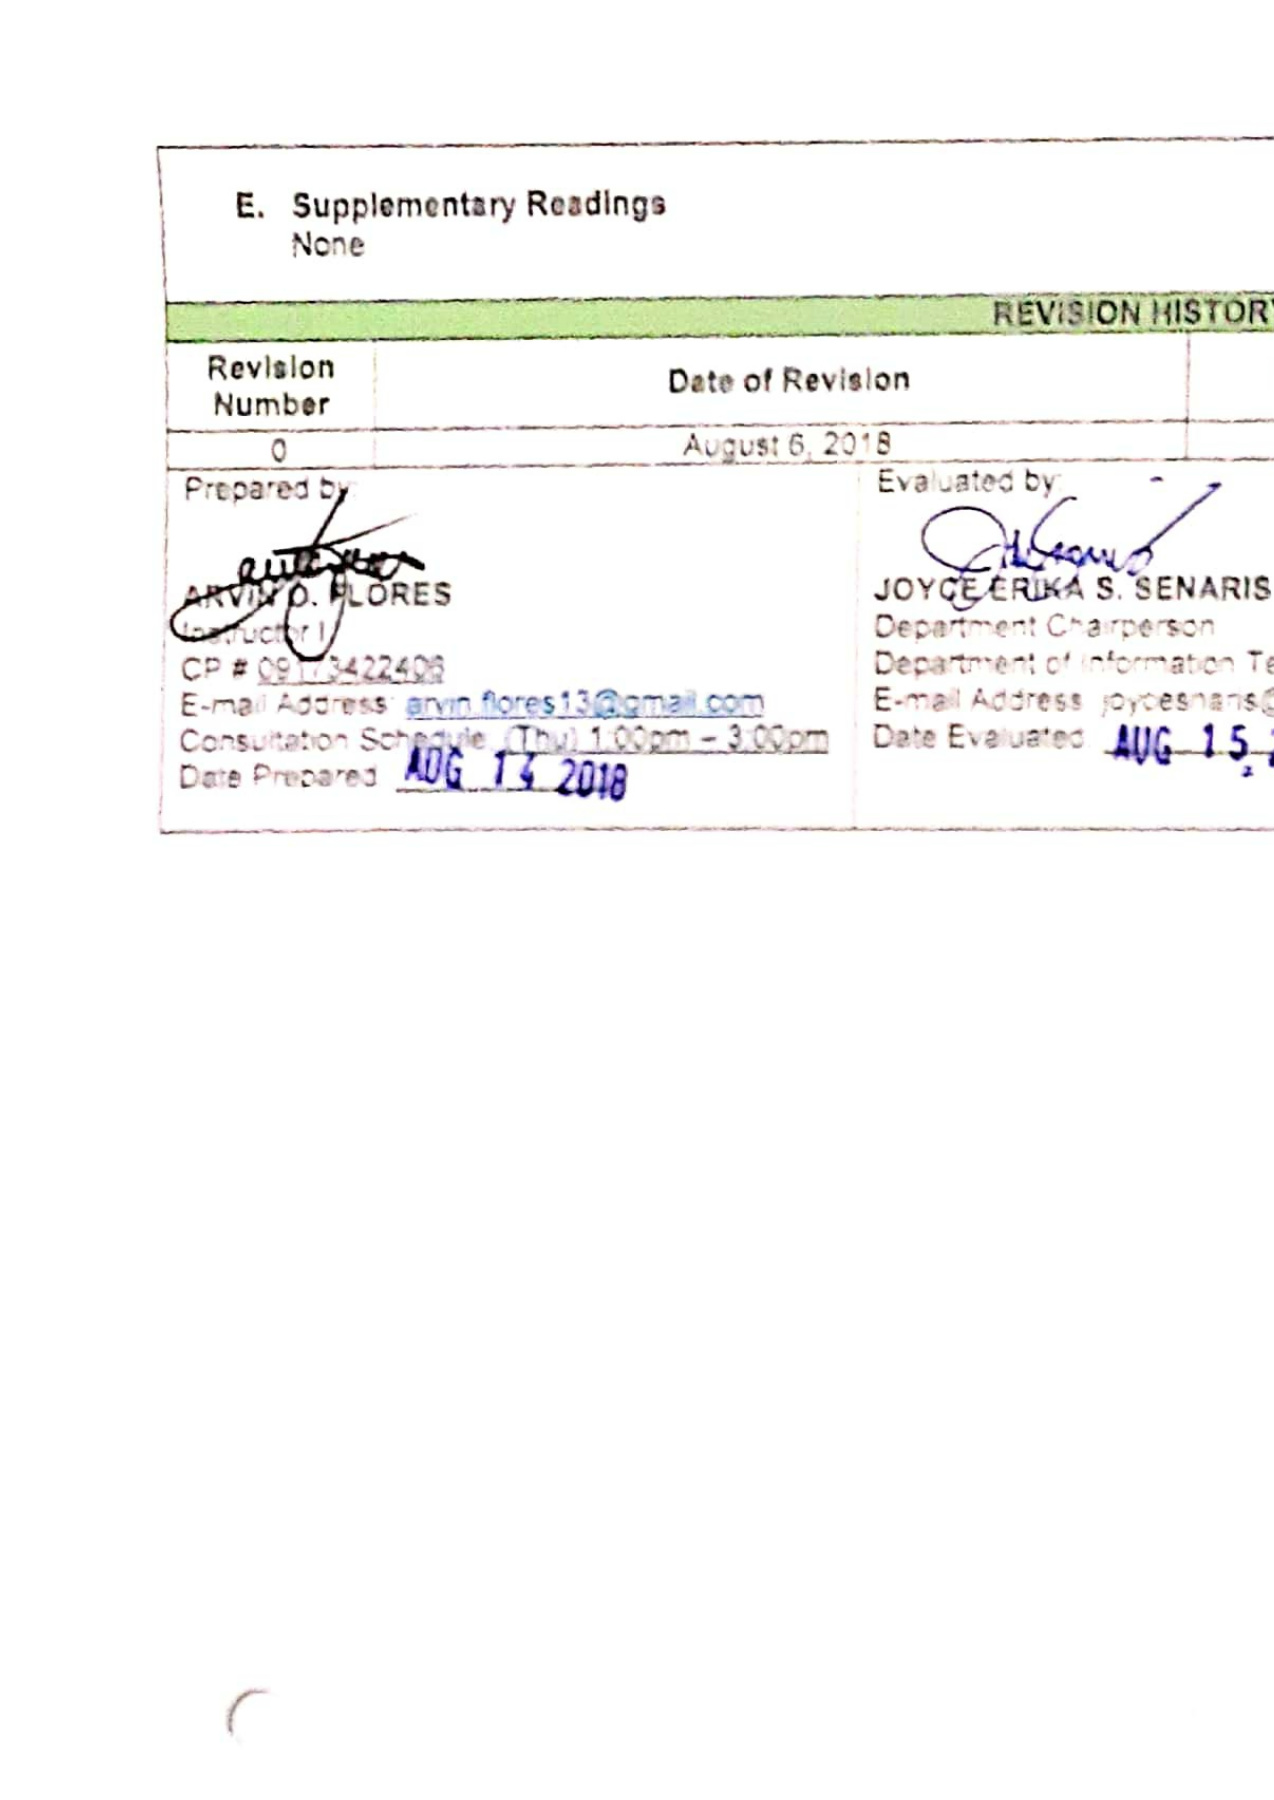 E. Supplementary Readings
None
REVISION HISTORY
Revision
Number
Date of Revision
0
August 6, 2018
Prepared by:
ARVIN D. FLORES
Instructor I
CP # 09173422406
E-mail Address: arvin.flores13@gmail.com
Consultation Schedule: (Thu) 1:00pm – 3:00pm
Date Prepared AUG 14 2018
Evaluated by:
JOYCE ERIKA S. SENARIS
Department Chairperson
Department of Information Te
E-mail Address joycesnaris@
Date Evaluated AUG 15,